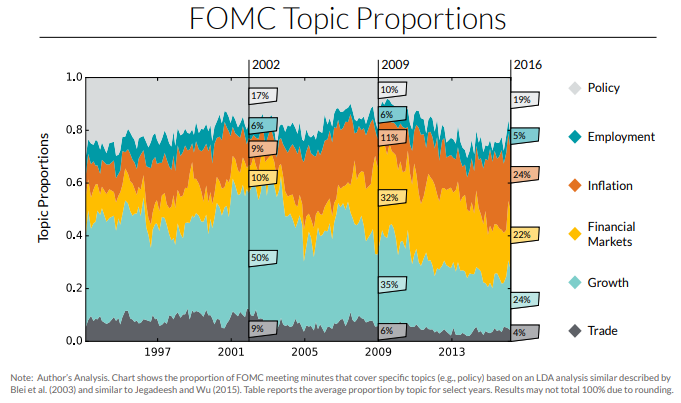 FOMC Topic Proportions
2002 2009 2016
1.0
0.8
0.6
0.4
0.2
0.0
Topic Proportions
17% 10% 19%
6% 6% 5%
9% 11% 24%
10% 32% 22%
50% 35% 24%
9% 6% 4%
1997 2001 2005 2009 2013
Policy
Employment
Inflation
Financial
Markets
Growth
Trade
Note: Author's Analysis. Chart shows the proportion of FOMC meeting minutes that cover specific topics (e.g., policy) based on an LDA analysis similar described by
Blei et al. (2003) and similar to Jegadeesh and Wu (2015). Table reports the average proportion by topic for select years. Results may not total 100% due to rounding.